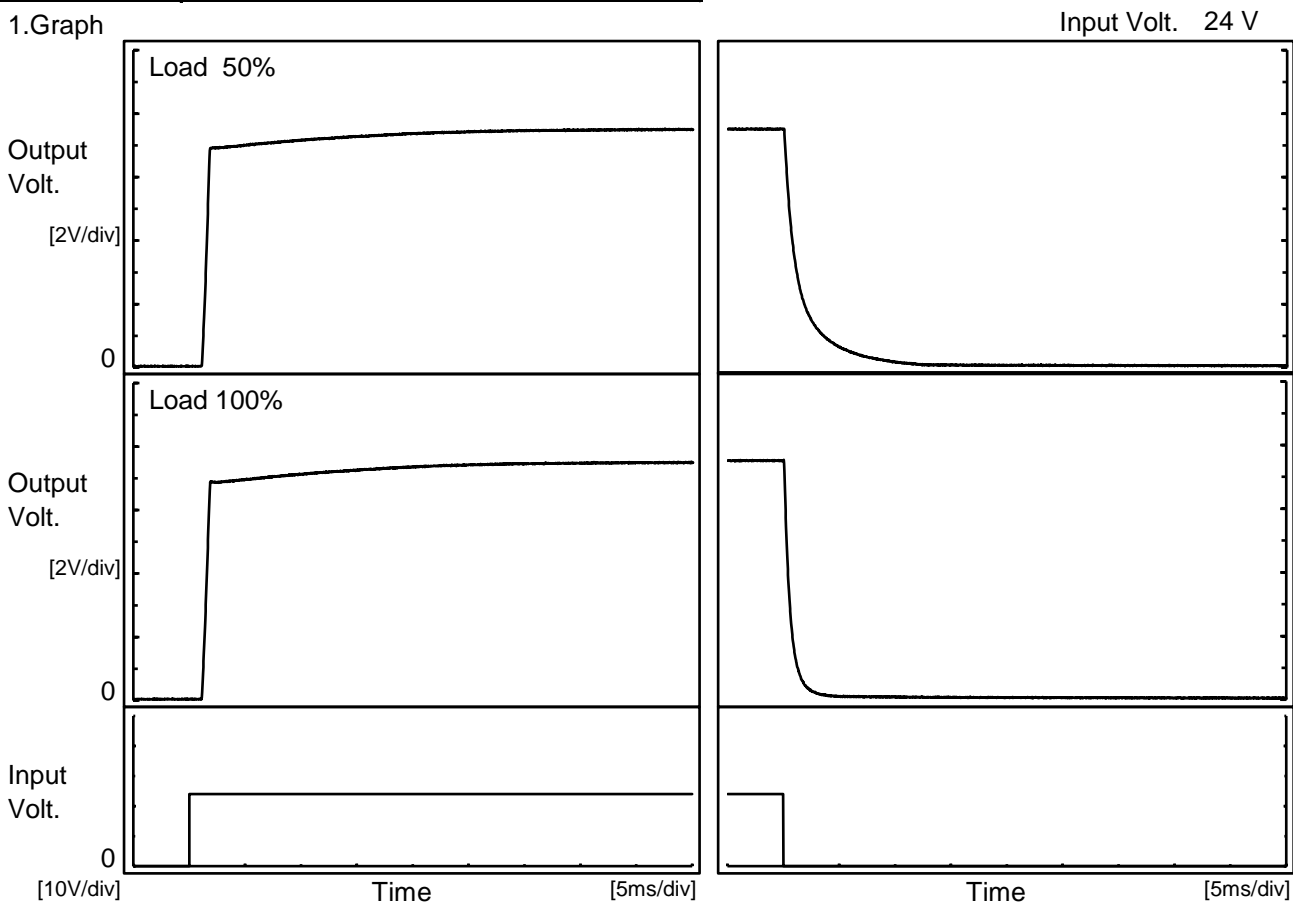 1.Graph
Input Volt. 24 V
Load 50%
Output
Volt.
[2V/div]
0
Load 100%
Output
Volt.
[2V/div]
0
Input
Volt.
0
[10V/div]
Time
[5ms/div]
Time
[5ms/div]